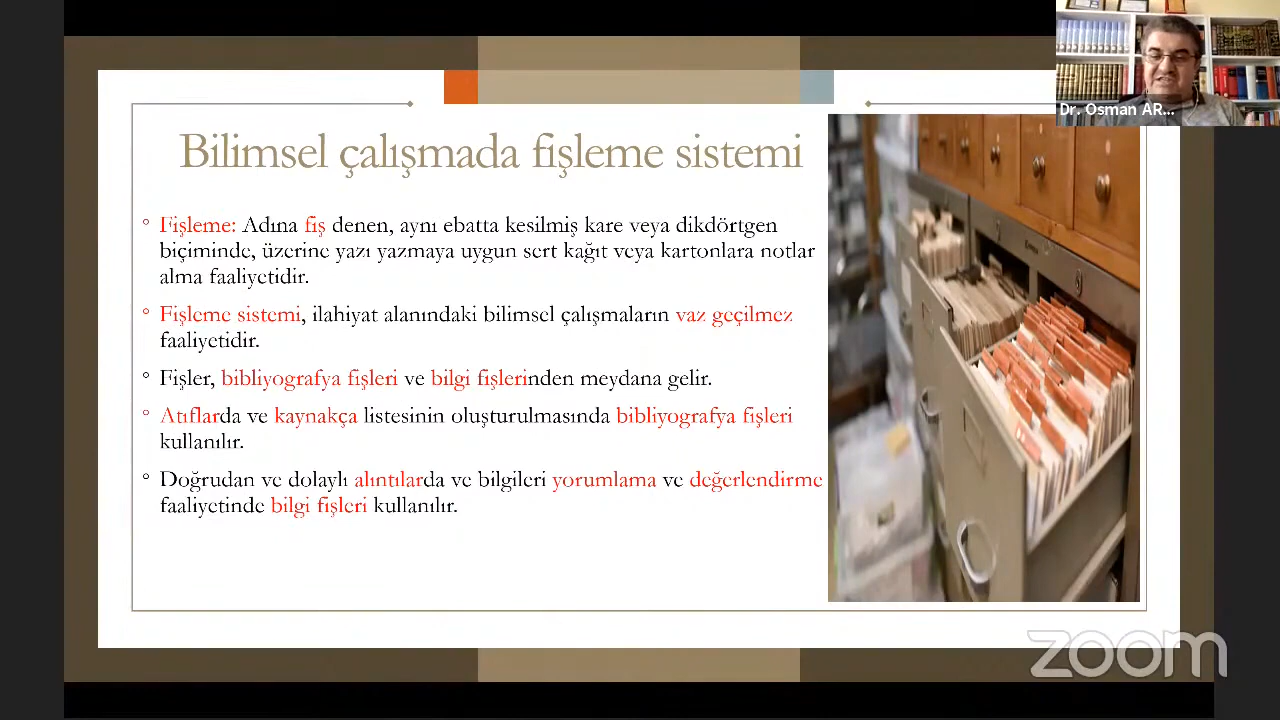 Dr. Osman AR...
Bilimsel çalışmada fişleme sistemi
° Fişleme: Adına fiş denen, aynı ebatta kesilmiş kare veya dikdörtgen
biçiminde, üzerine yazı yazmaya uygun sert kağıt veya kartonlara notlar
alma faaliyetidir.
° Fişleme sistemi, ilahiyat alanındaki bilimsel çalışmaların vaz geçilmez
faaliyetidir.
° Fişler, bibliyografya fişleri ve bilgi fişlerinden meydana gelir.
° Atıflarda ve kaynakça listesinin oluşturulmasında bibliyografya fişleri
kullanılır.
° Doğrudan ve dolaylı alıntılarda ve bilgileri yorumlama ve değerlendirme
faaliyetinde bilgi fişleri kullanılır.
zoom